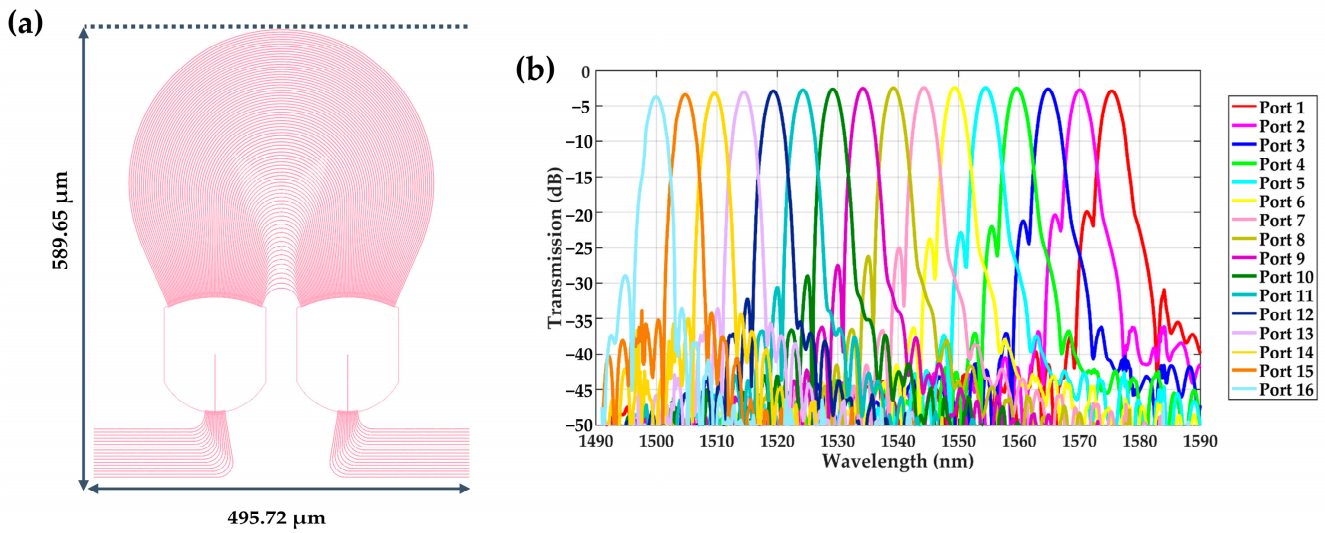 (a)
589.65 μm
495.72 μm
(b)
Transmission (dB)
0
−5
−10
−15
−20
−25
−30
−35
−40
−45
−50
1490 1500 1510 1520 1530 1540 1550 1560 1570 1580 1590
Wavelength (nm)
Port 1
Port 2
Port 3
Port 4
Port 5
Port 6
Port 7
Port 8
Port 9
Port 10
Port 11
Port 12
Port 13
Port 14
Port 15
Port 16